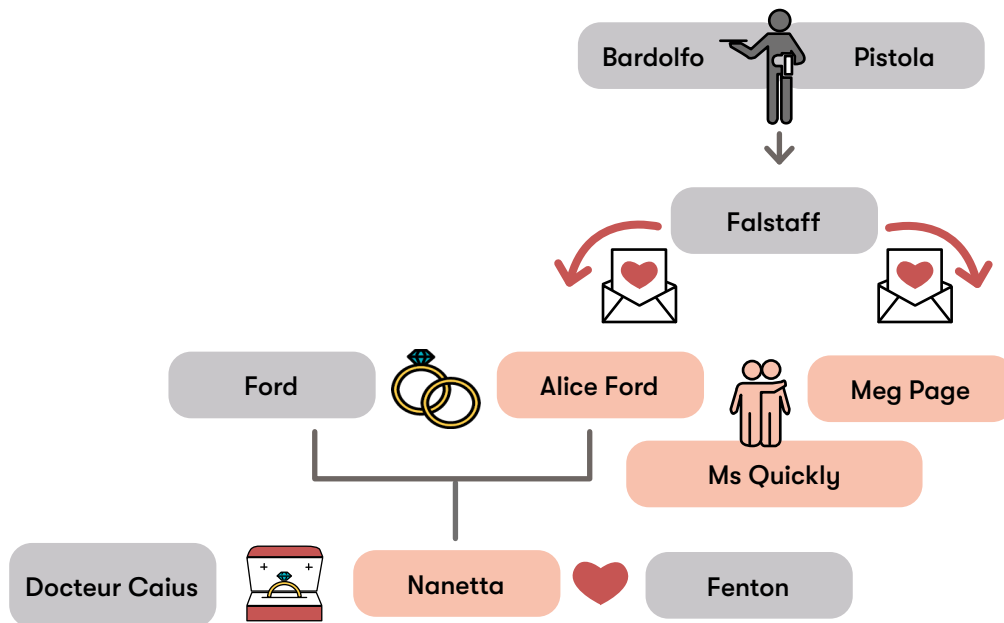 Bardolfo
Pistola
Falstaff
Ford
Alice Ford
Meg Page
Ms Quickly
Docteur Caius
Nanetta
Fenton